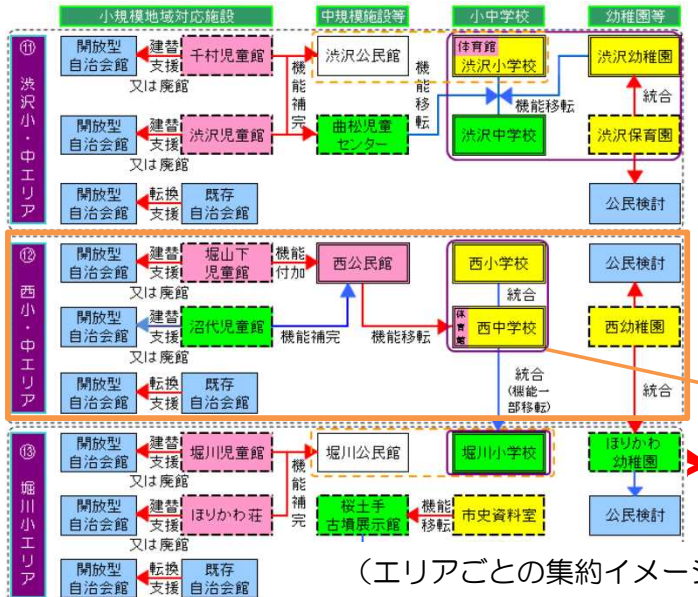 小規模地域対応施設 中規模施設等 小中学校 幼稚園等
⑪ 渋沢小・中エリア
開放型
自治会館
建替
支援
又は廃館
千村児童館
機能補完
渋沢公民館
機能移転
体育館
渋沢小学校
渋沢幼稚園
機能移転
統合
開放型
自治会館
建替
支援
又は廃館
渋沢児童館
曲松児童
センター
渋沢中学校
渋沢保育園
開放型
自治会館
転換
支援
既存
自治会館
公民検討
⑫ 西小・中エリア
開放型
自治会館
建替
支援
又は廃館
堀山下
児童館
機能
付加
西公民館
西小学校
統合
公民検討
開放型
自治会館
建替
支援
又は廃館
沼代児童館
機能補完
機能移転
体育館
西中学校
西幼稚園
開放型
自治会館
転換
支援
既存
自治会館
統合
(機能一
部移転)
統合
⑬ 堀川小エリア
開放型
自治会館
建替
支援
又は廃館
堀川児童館
機能補完
堀川公民館
堀川小学校
ほりかわ
幼稚園
開放型
自治会館
建替
支援
又は廃館
ほりかわ荘
桜土手
古墳展示館
機能
移転
市史資料室
公民検討
開放型
自治会館
転換
支援
既存
自治会館
（エリアごとの集約イメージ